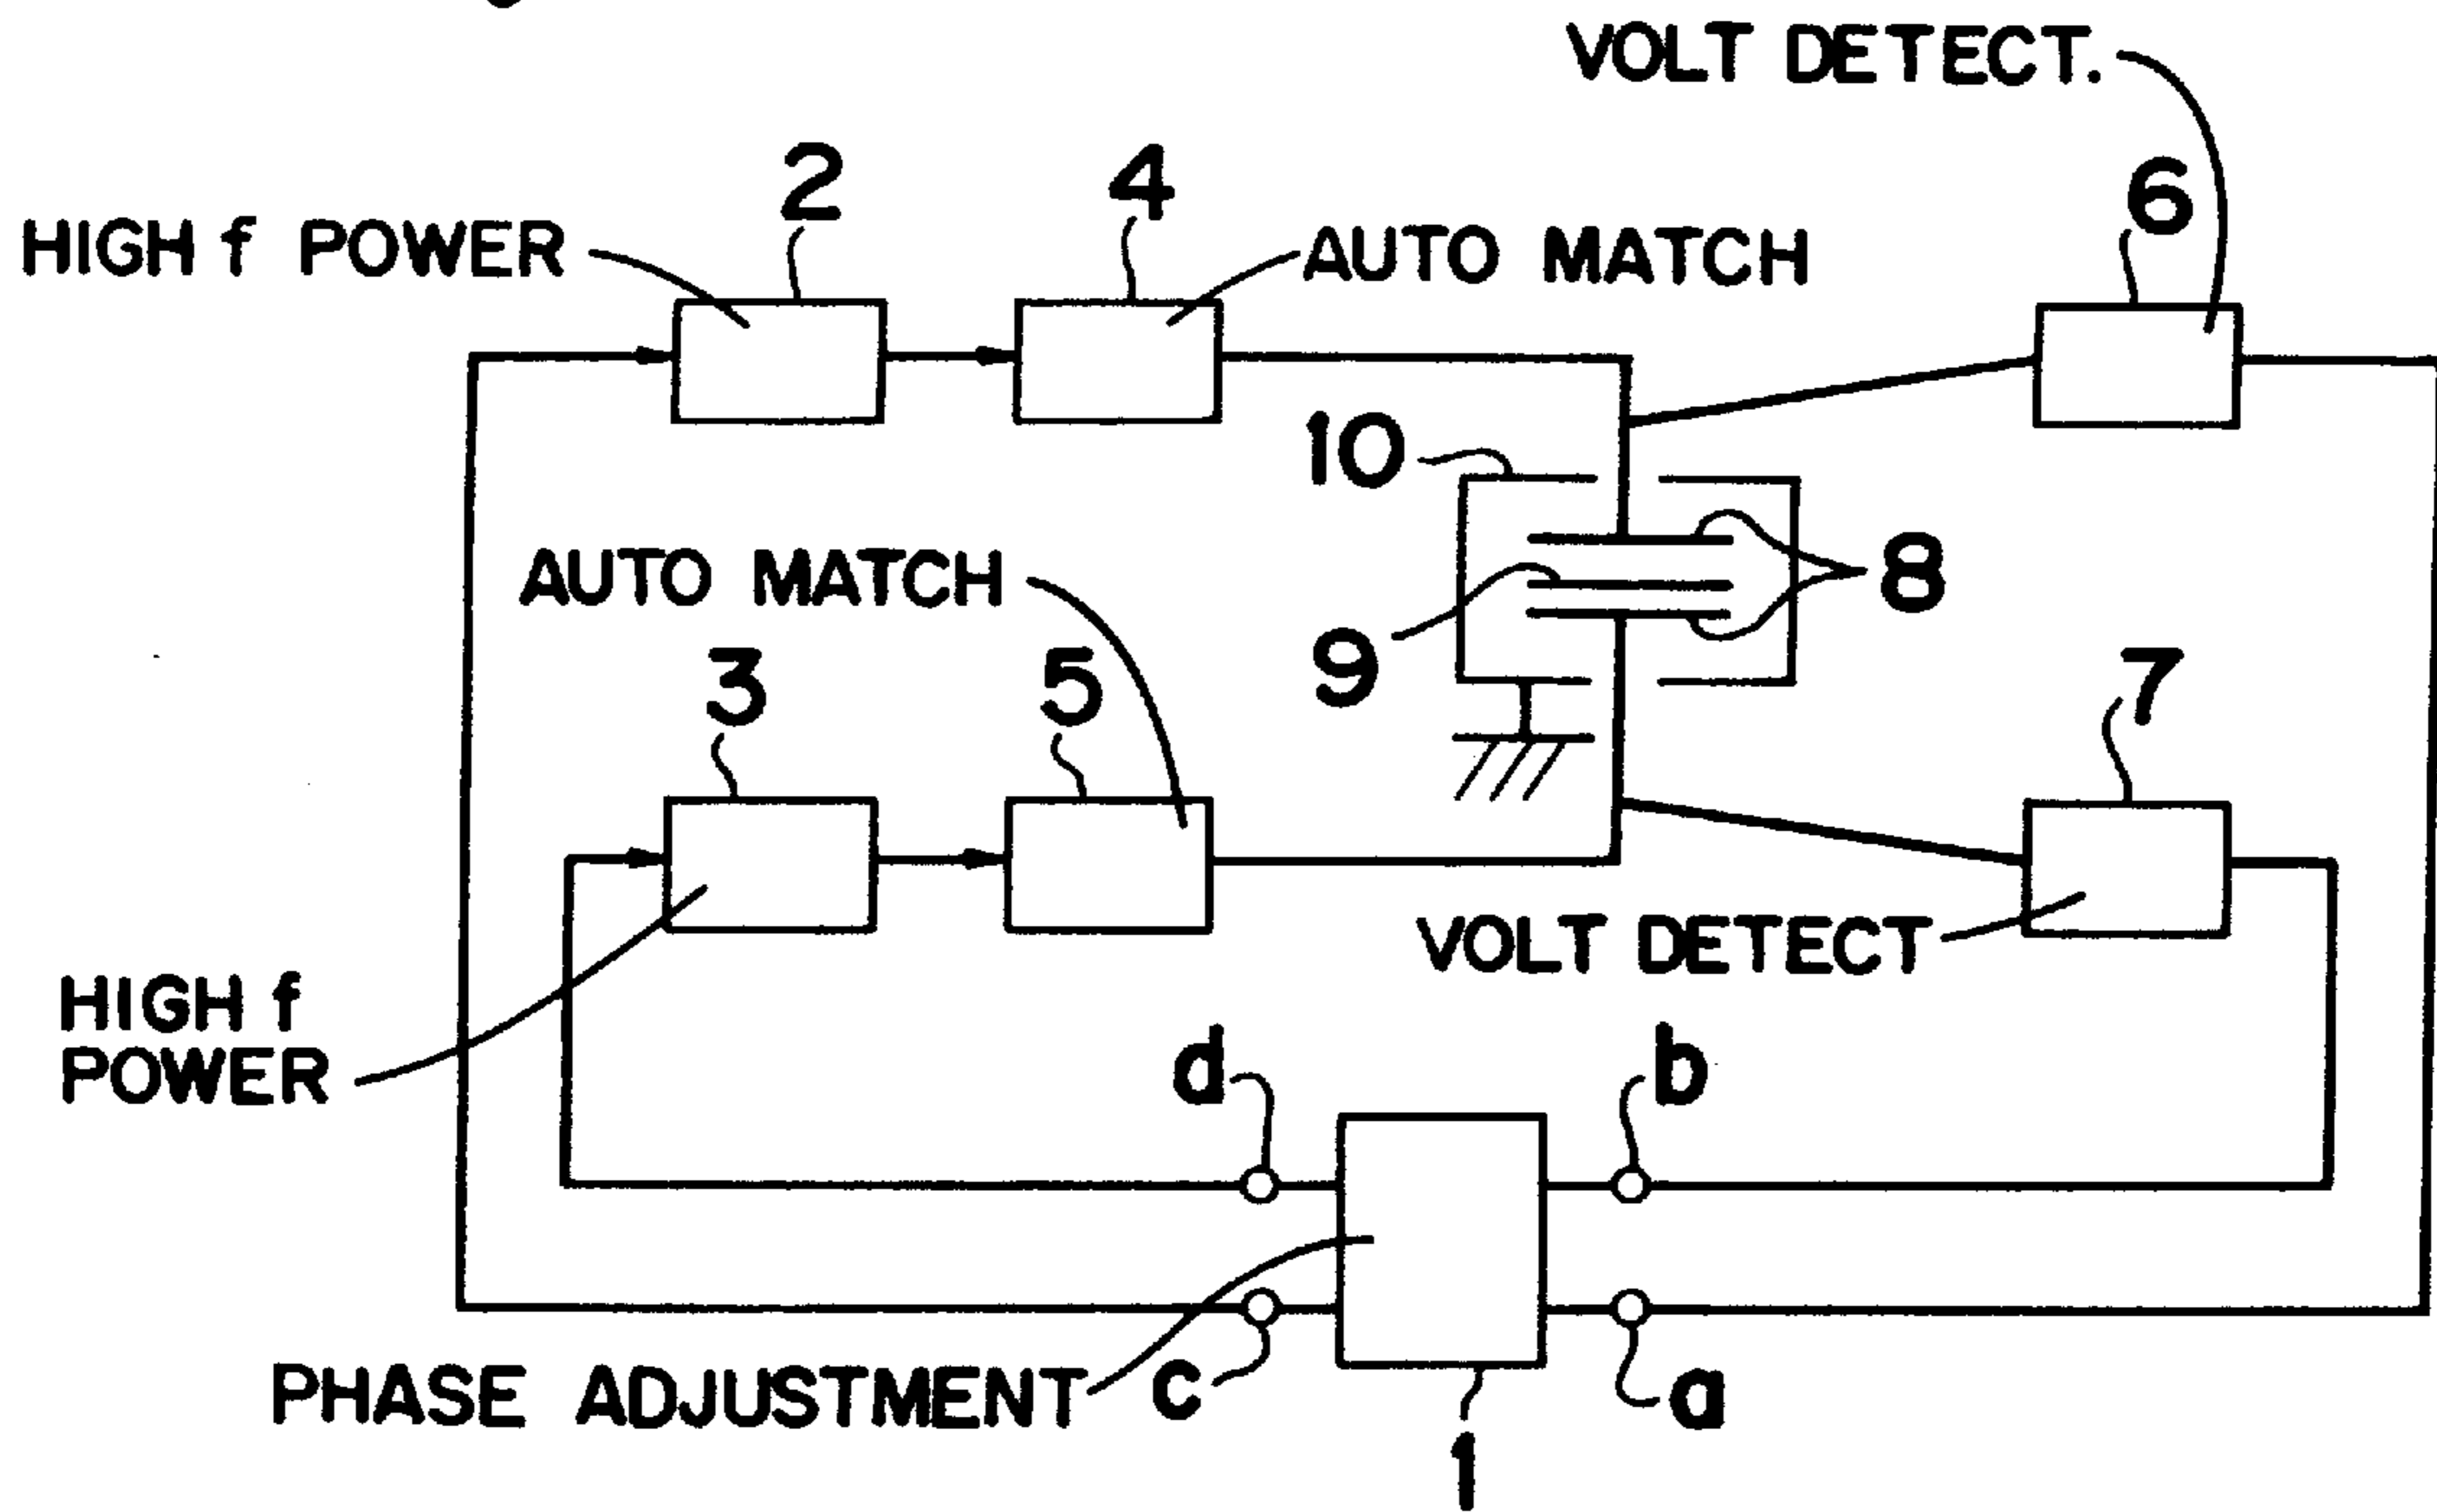 VOLT DETECT.
2
4
6
HIGH f POWER
AUTO MATCH
10
AUTO MATCH
8
9
3
5
7
VOLT DETECT
HIGH f
POWER
d
b
PHASE ADJUSTMENT
c
a
1